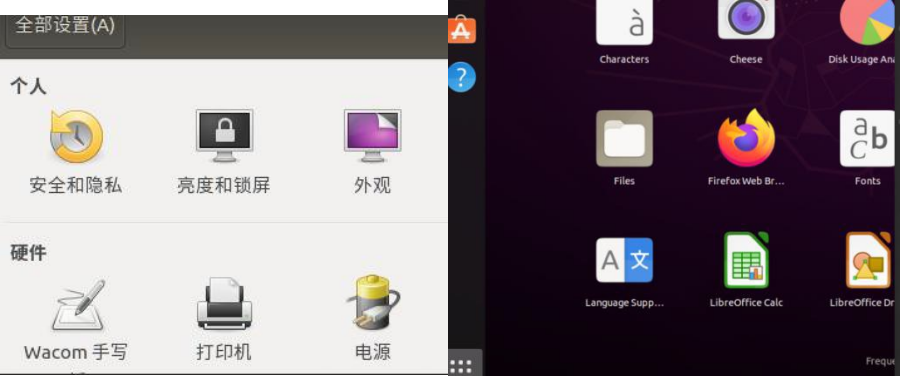 全部设置(A)
个人
安全和隐私
亮度和锁屏
外观
硬件
Wacom 手写
打印机
电源
Characters
Cheese
Disk Usage Ana
Files
Firefox Web Br...
Fonts
Language Supp...
LibreOffice Calc
LibreOffice Dr
Freque